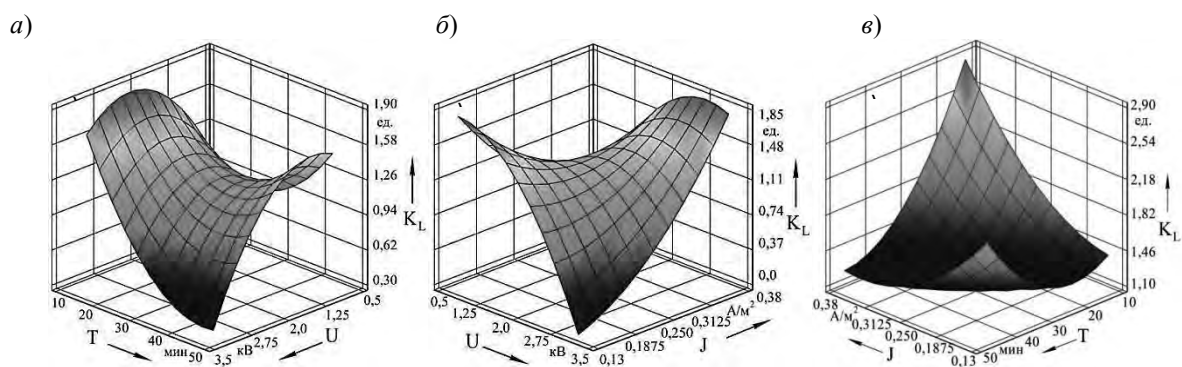 а) б) в)
1,90
ед.
1,58
1,26
0,94
0,62
0,30
K_L
10
20
30
40
мин 50
T
3,5
кВ 2,75
2,0
1,25
0,5
U
1,85
ед.
1,48
1,11
0,74
0,37
0,0
K_L
0,5
1,25
2,0
2,75
кВ
3,5
U
0,13
0,1875
0,250
0,3125
А/м²
0,38
J
2,90
ед.
2,54
2,18
1,82
1,46
1,10
K_L
0,38
А/м²
0,3125
0,250
0,1875
0,13
J
50 мин
40
30
20
10
T